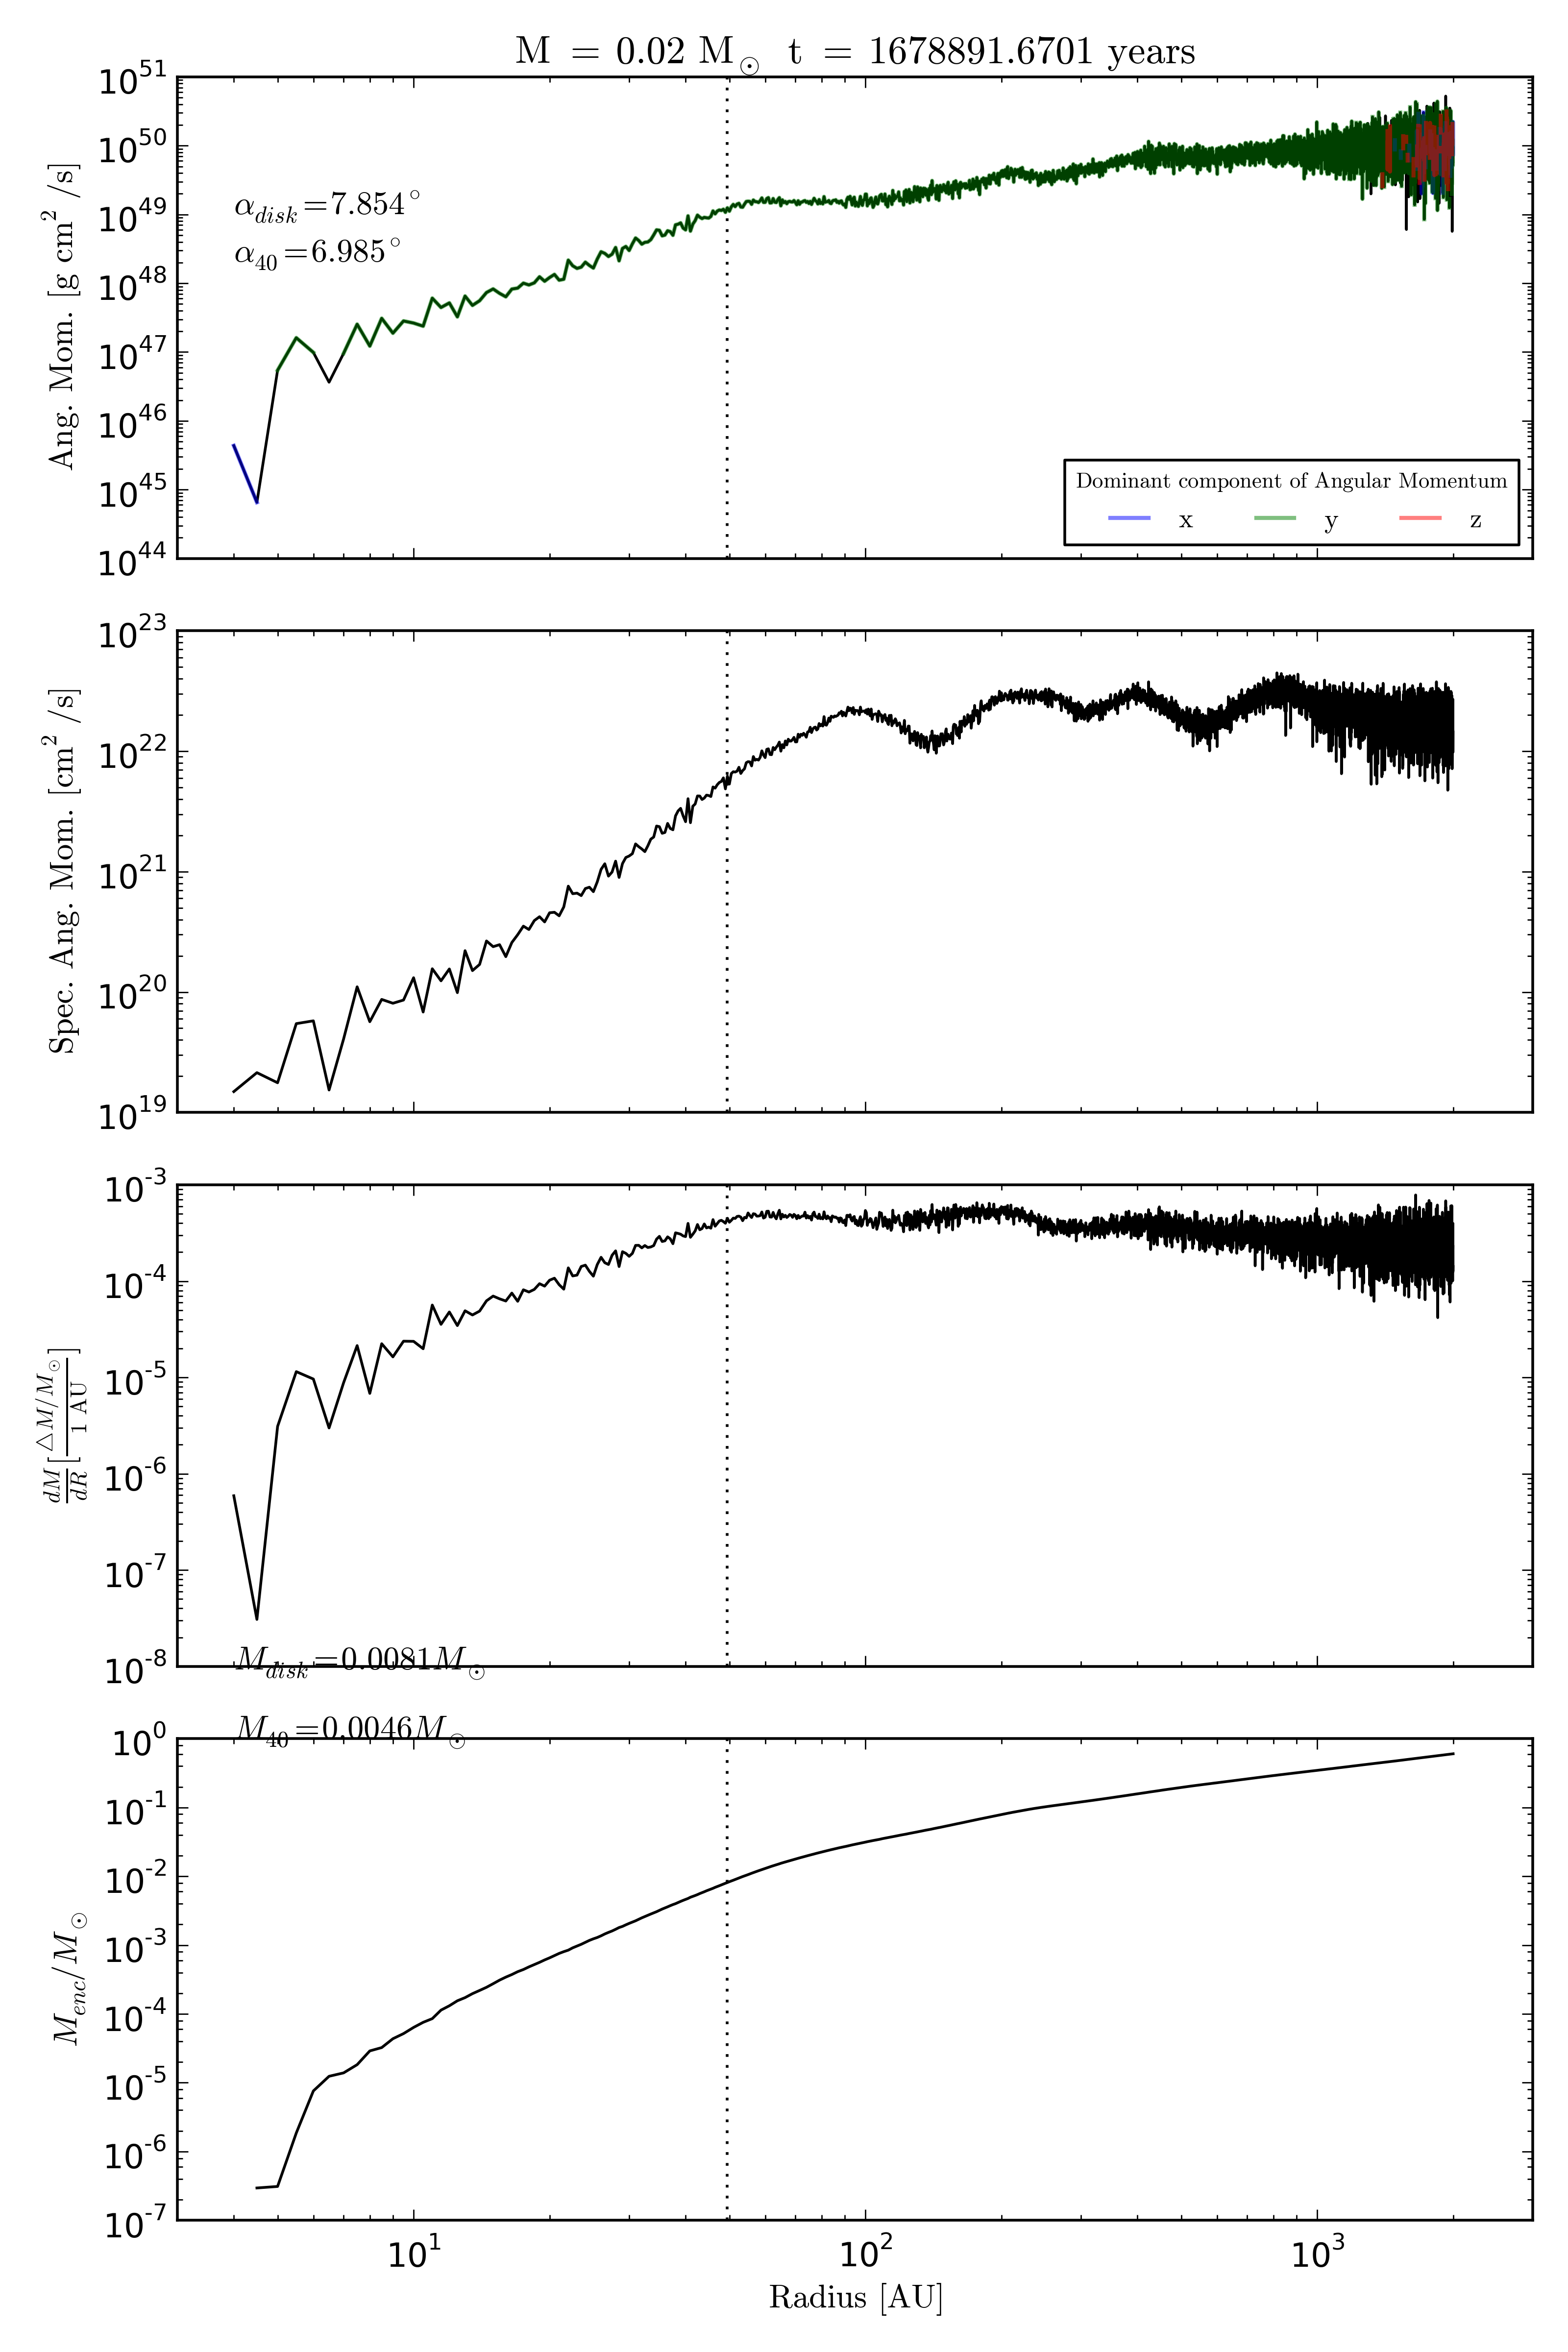 M = 0.02 M⊙ t = 1678891.6701 years
10^51
10^50
10^49
10^48
10^47
10^46
10^45
10^44
Ang. Mom. [g cm^2 /s]
α_disk=7.854°
α_40=6.985°
Dominant component of Angular Momentum
x y z
10^23
10^22
10^21
10^20
10^19
Spec. Ang. Mom. [cm^2 /s]
10^-3
10^-4
10^-5
10^-6
10^-7
10^-8
dM/dR [△M/M⊙ / 1 AU]
M_disk=0.0081M⊙
M_40=0.0046M⊙
10^0
10^-1
10^-2
10^-3
10^-4
10^-5
10^-6
10^-7
M_enc/M⊙
10^1 10^2 10^3
Radius [AU]